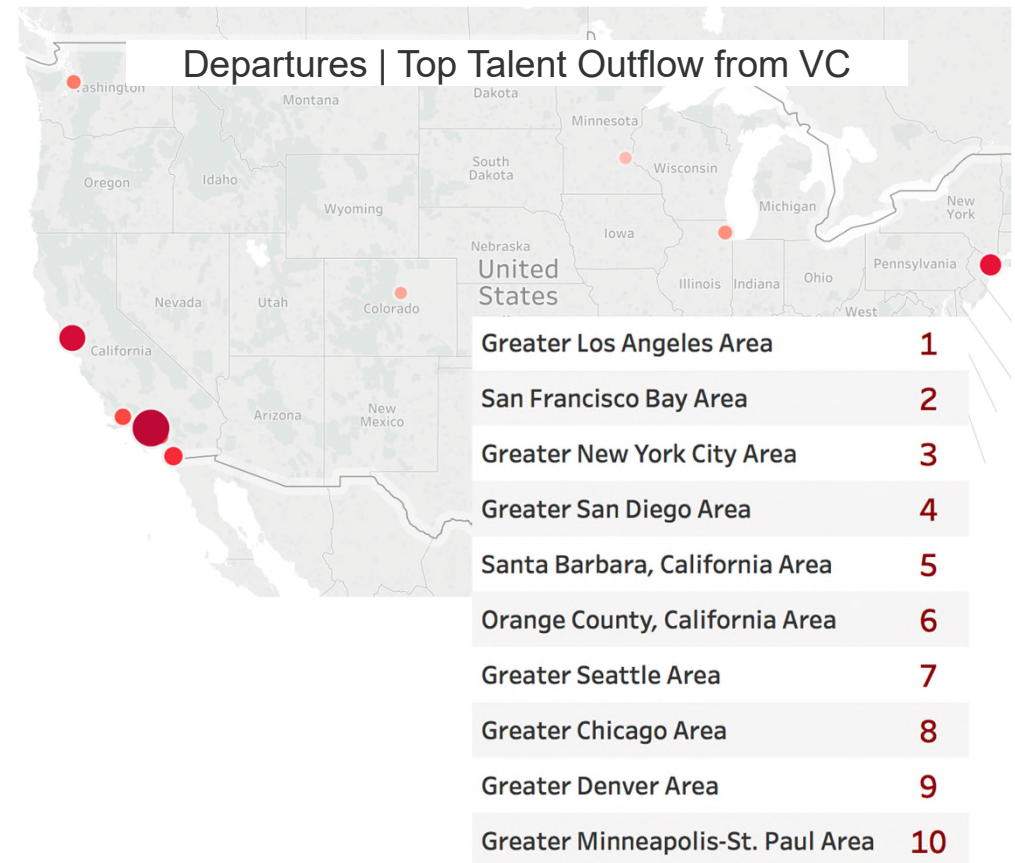 Departures | Top Talent Outflow from VC
ashington
Montana
Dakota
Minnesota
Oregon
Idaho
South
Dakota
Wisconsin
Wyoming
Michigan
New
York
Iowa
Nebraska
United
States
Pennsylvania
Nevada
Utah
Colorado
Illinois
Indiana
Ohio
West
California
Arizona
New
Mexico
Greater Los Angeles Area 1
San Francisco Bay Area 2
Greater New York City Area 3
Greater San Diego Area 4
Santa Barbara, California Area 5
Orange County, California Area 6
Greater Seattle Area 7
Greater Chicago Area 8
Greater Denver Area 9
Greater Minneapolis-St. Paul Area 10